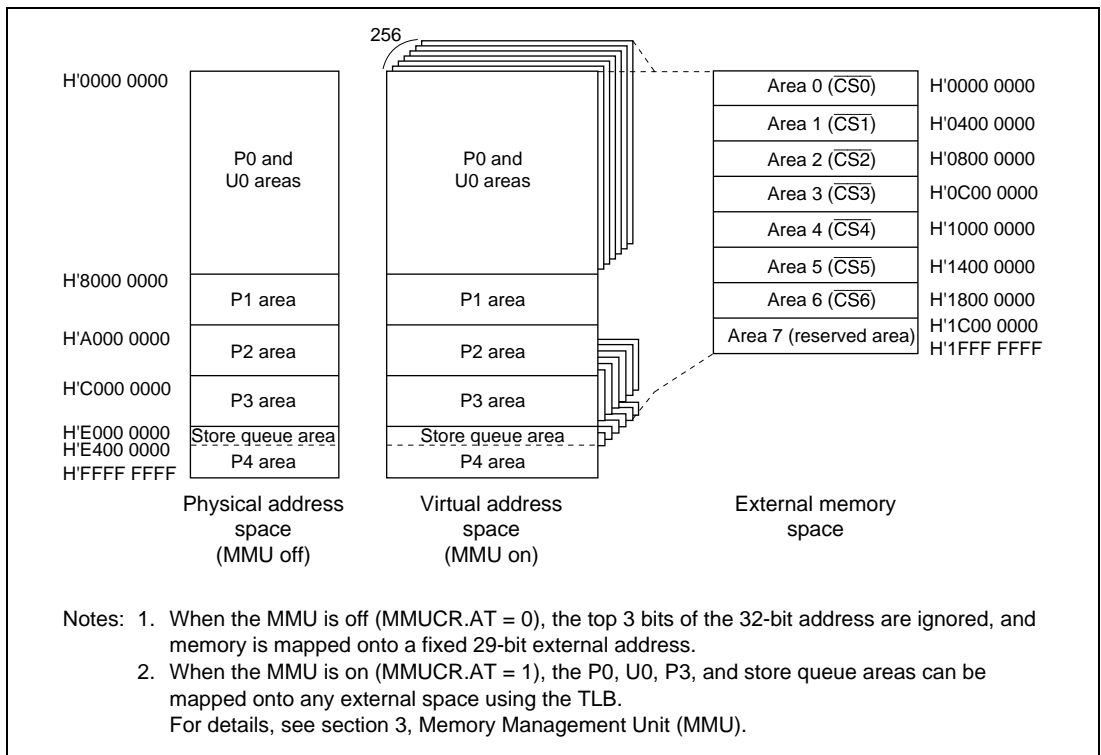 256
H'0000 0000
P0 and
U0 areas
H'8000 0000
P1 area
H'A000 0000
P2 area
H'C000 0000
P3 area
H'E000 0000
Store queue area
H'E400 0000
P4 area
H'FFFF FFFF
Physical address
space
(MMU off)
P0 and
U0 areas
P1 area
P2 area
P3 area
Store queue area
P4 area
Virtual address
space
(MMU on)
Area 0 (C̅S̅0̅) H'0000 0000
Area 1 (C̅S̅1̅) H'0400 0000
Area 2 (C̅S̅2̅) H'0800 0000
Area 3 (C̅S̅3̅) H'0C00 0000
Area 4 (C̅S̅4̅) H'1000 0000
Area 5 (C̅S̅5̅) H'1400 0000
Area 6 (C̅S̅6̅) H'1800 0000
Area 7 (reserved area) H'1C00 0000
H'1FFF FFFF
External memory
space
Notes: 1. When the MMU is off (MMUCR.AT = 0), the top 3 bits of the 32-bit address are ignored, and
memory is mapped onto a fixed 29-bit external address.
2. When the MMU is on (MMUCR.AT = 1), the P0, U0, P3, and store queue areas can be
mapped onto any external space using the TLB.
For details, see section 3, Memory Management Unit (MMU).